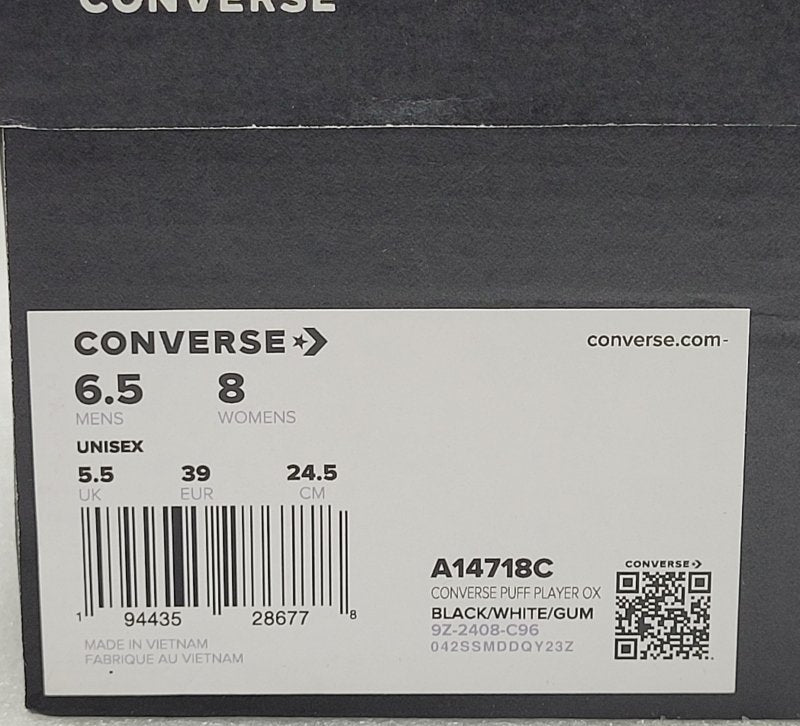 CONVERSE
CONVERSE
converse.com
6.5 8
MENS WOMENS
UNISEX
5.5 39 24.5
UK EUR CM
1 94435 28677 8
MADE IN VIETNAM
FABRIQUE AU VIETNAM
A14718C
CONVERSE PUFF PLAYER OX
BLACK/WHITE/GUM
9Z-2408-C96
042SSMDDQY23Z
CONVERSE